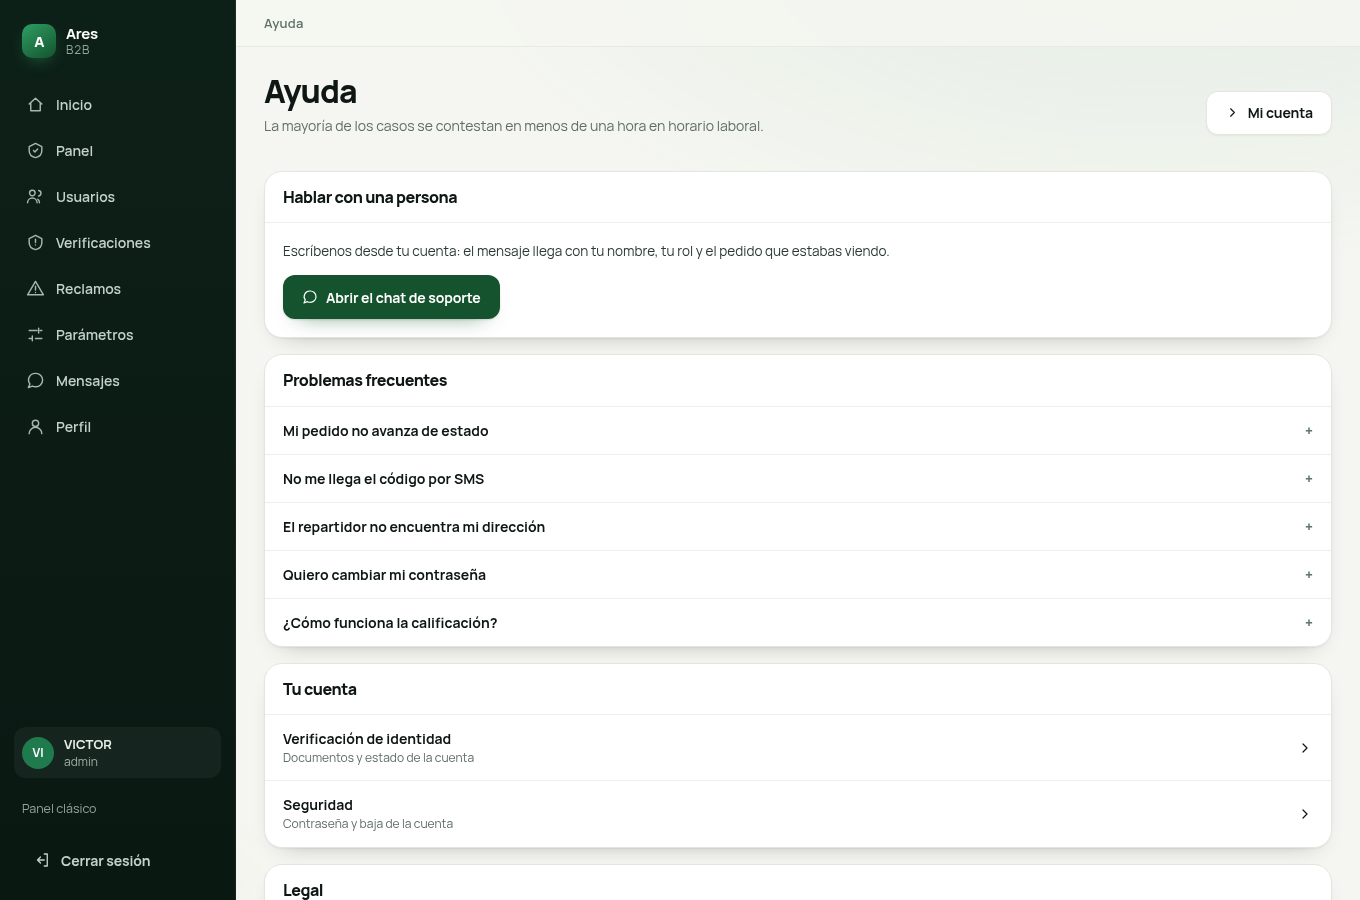 A
Ares
B2B
Inicio
Panel
Usuarios
Verificaciones
Reclamos
Parámetros
Mensajes
Perfil
VI
VICTOR
admin
Panel clásico
Cerrar sesión
Ayuda
Ayuda
La mayoría de los casos se contestan en menos de una hora en horario laboral.
Mi cuenta
Hablar con una persona
Escríbenos desde tu cuenta: el mensaje llega con tu nombre, tu rol y el pedido que estabas viendo.
Abrir el chat de soporte
Problemas frecuentes
Mi pedido no avanza de estado
+
No me llega el código por SMS
+
El repartidor no encuentra mi dirección
+
Quiero cambiar mi contraseña
+
¿Cómo funciona la calificación?
+
Tu cuenta
Verificación de identidad
Documentos y estado de la cuenta
Seguridad
Contraseña y baja de la cuenta
Legal